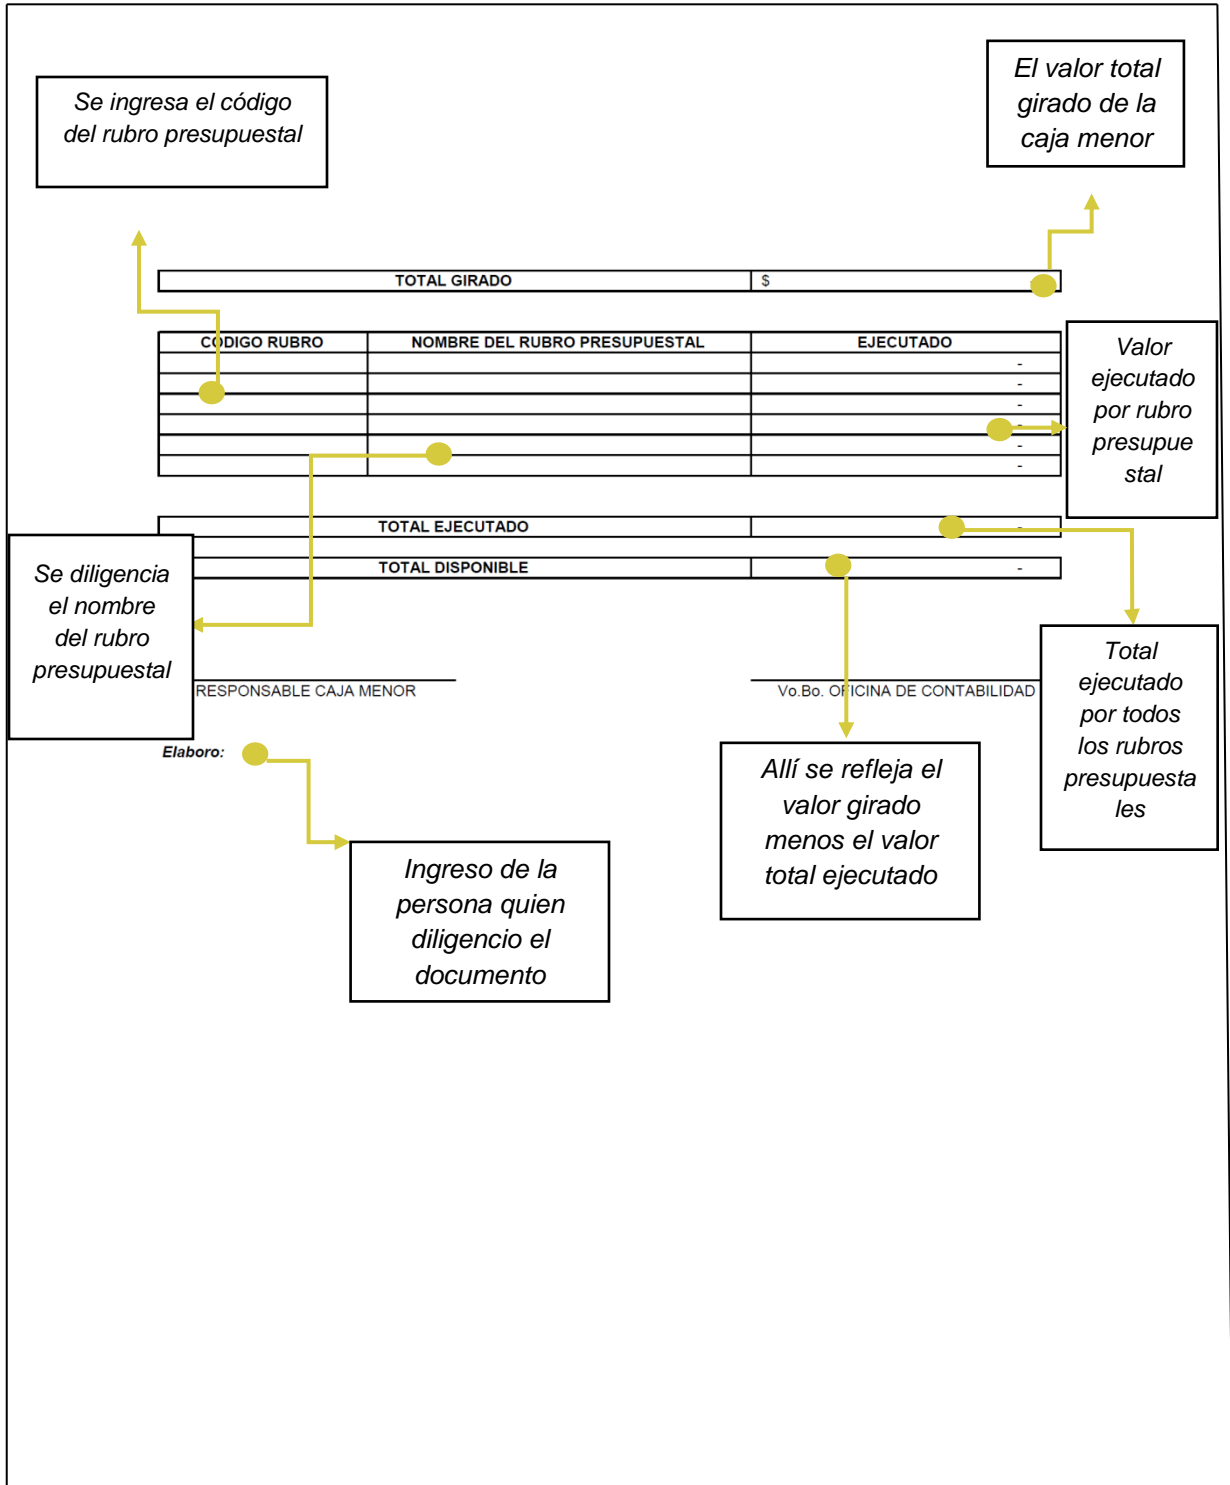 Se ingresa el código
del rubro presupuestal
El valor total
girado de la
caja menor
TOTAL GIRADO $
CODIGO RUBRO NOMBRE DEL RUBRO PRESUPUESTAL EJECUTADO
-
-
-
-
-
-
Valor
ejecutado
por rubro
presupue
stal
TOTAL EJECUTADO -
TOTAL DISPONIBLE -
Se diligencia
el nombre
del rubro
presupuestal
RESPONSABLE CAJA MENOR
Vo.Bo. OFICINA DE CONTABILIDAD
Total
ejecutado
por todos
los rubros
presupuesta
les
Elaboro:
Allí se refleja el
valor girado
menos el valor
total ejecutado
Ingreso de la
persona quien
diligencio el
documento